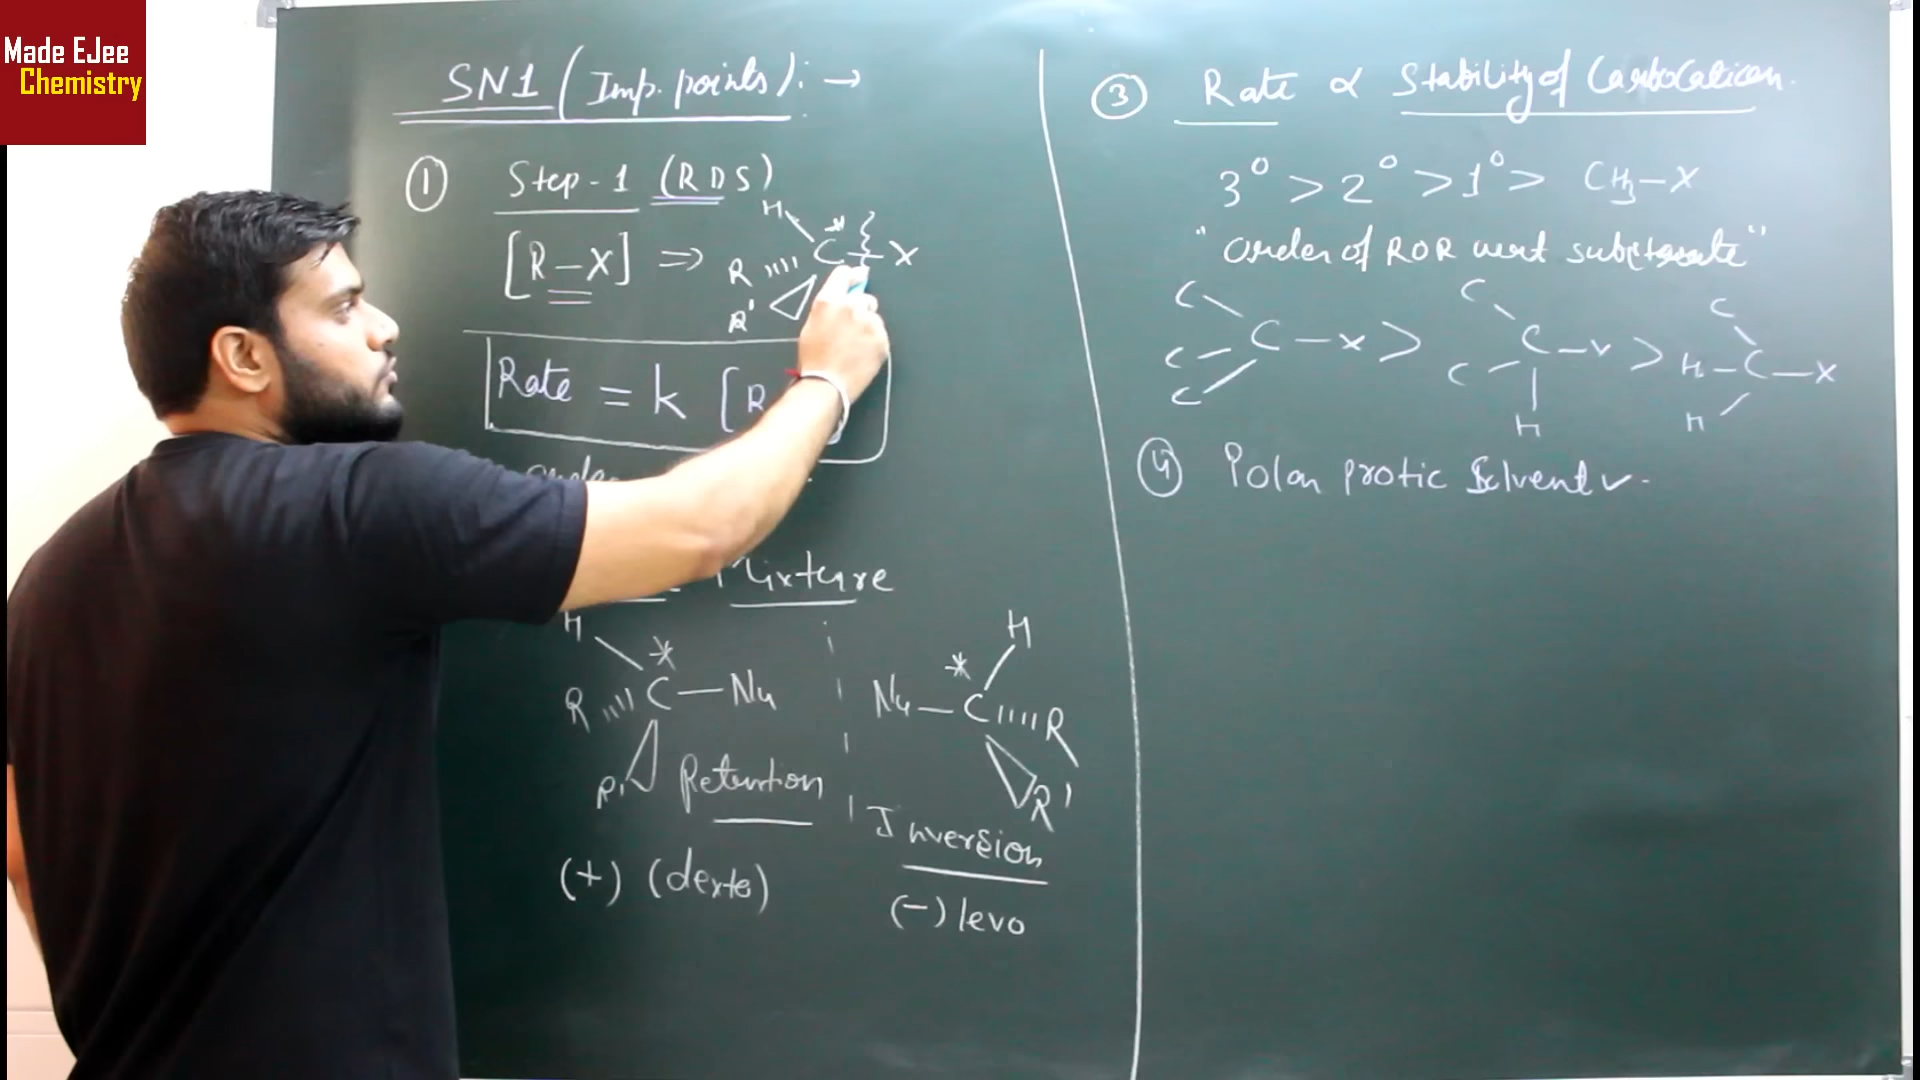 Made EJee
Chemistry
SN1 (Imp. points): →
① Step-1 (RDS)
[R-X] ⇒
H
C* - X
R
R'
Rate = k [R
orde
Mixture
H
*
R C - Nu
R'
Retention
(+) (dexto)
H
*
Nu - C R
R'
Inversion
(-) levo
③ Rate ∝ Stability of Carbocation.
3° > 2° > 1° > CH3-X
"order of ROR wrt substrate"
C C C
C - X > C - > H - C - X
C C
C H H
④ Polar protic Solvent ✓.